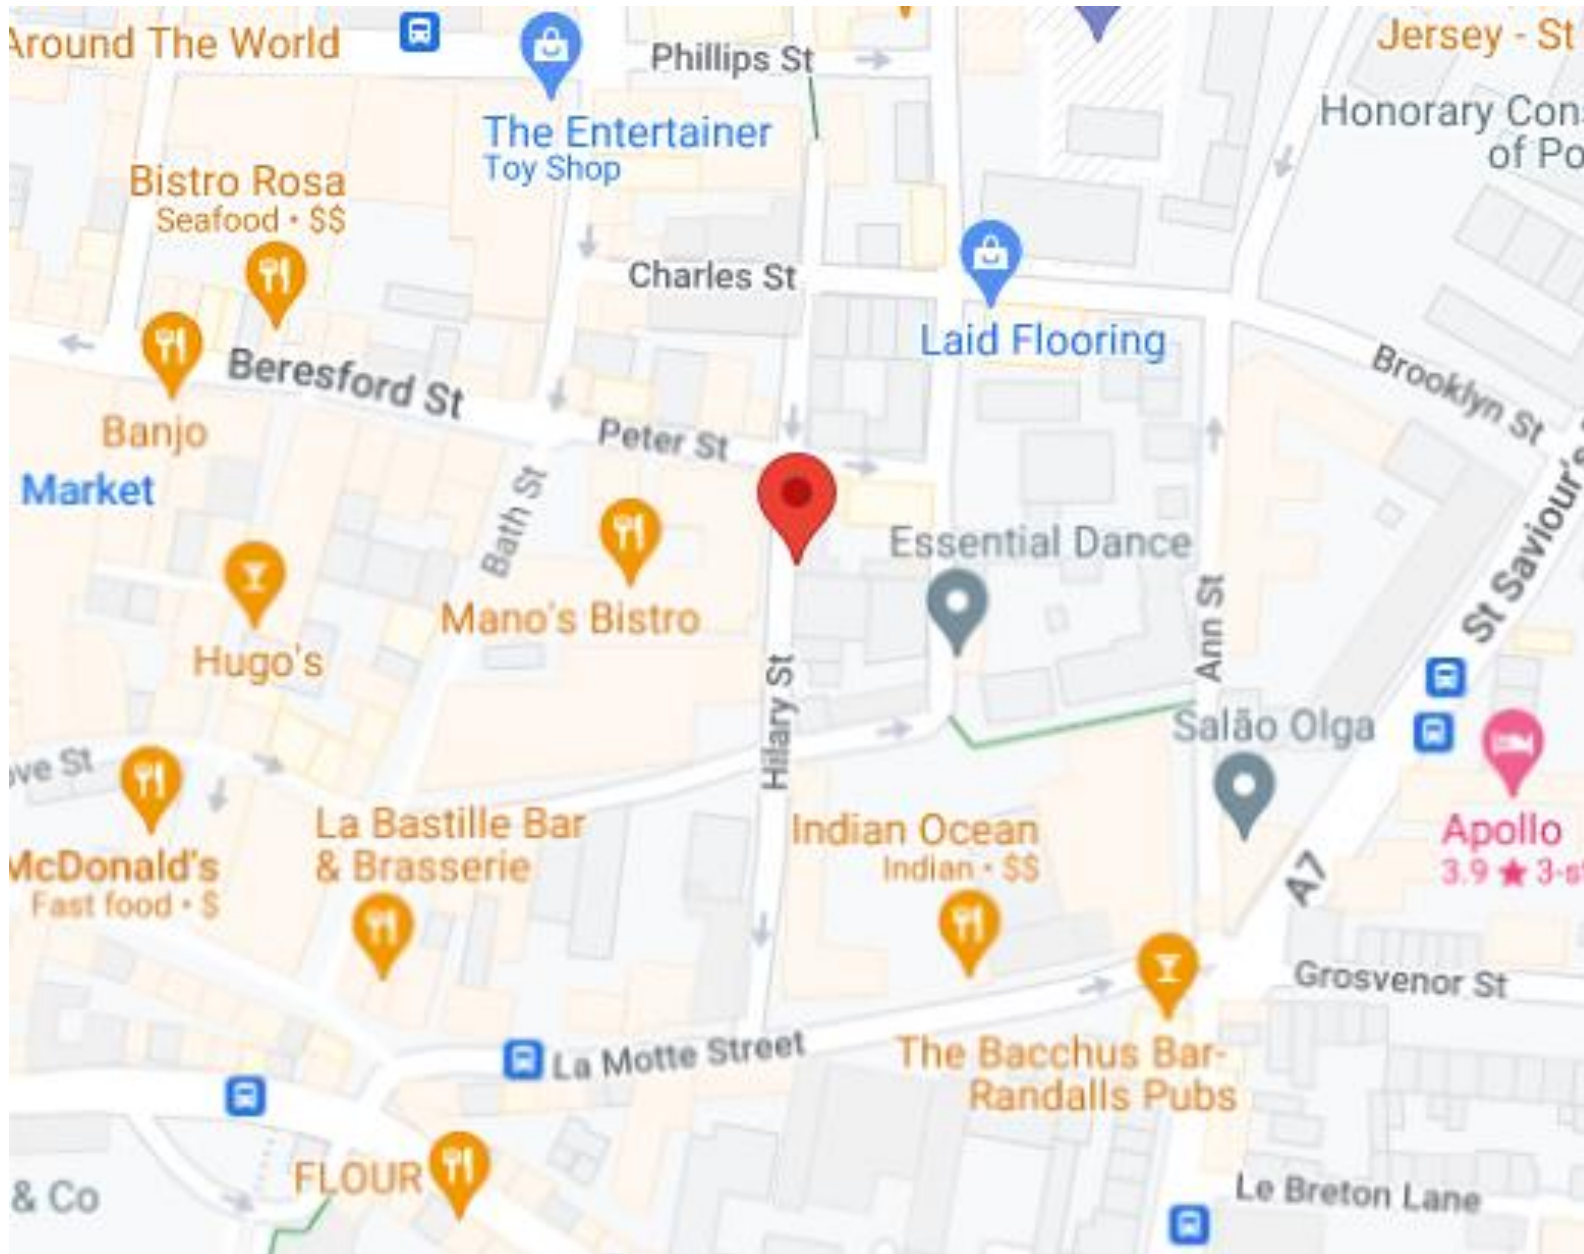 Around The World
Phillips St
Jersey - St
The Entertainer
Toy Shop
Honorary Con
of Po
Bistro Rosa
Seafood • $$
Charles St
Laid Flooring
Beresford St
Brooklyn St
Banjo
Peter St
Market
Bath St
Essential Dance
St Saviour's
Mano's Bistro
Hugo's
Ann St
Hilary St
Salão Olga
ve St
La Bastille Bar
& Brasserie
Indian Ocean
Indian • $$
McDonald's
Fast food • $
Apollo
3.9 ★ 3-s
A7
Grosvenor St
La Motte Street
The Bacchus Bar-
Randalls Pubs
FLOUR
& Co
Le Breton Lane